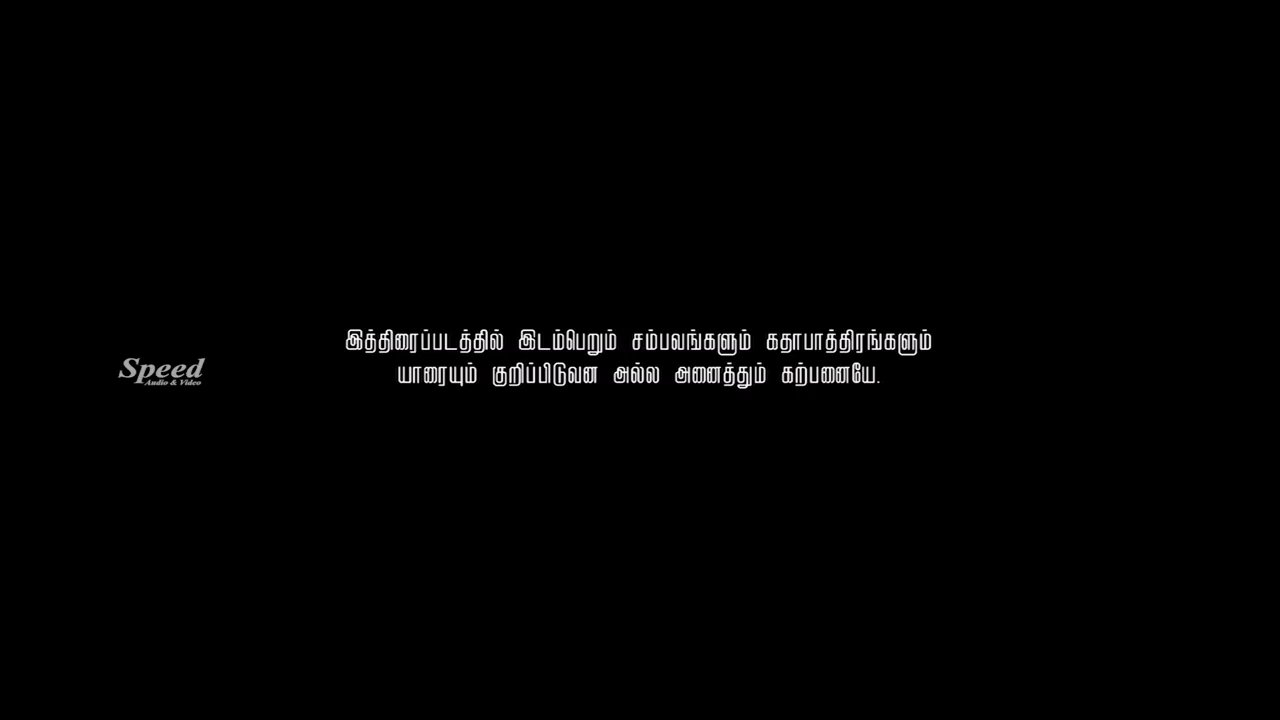 இத்திரைப்படத்தில் இடம்பெறும் சம்பவங்களும் கதாபாத்திரங்களும்
யாரையும் குறிப்பிடுவன அல்ல அனைத்தும் கற்பனையே.
Speed
Audio & Video